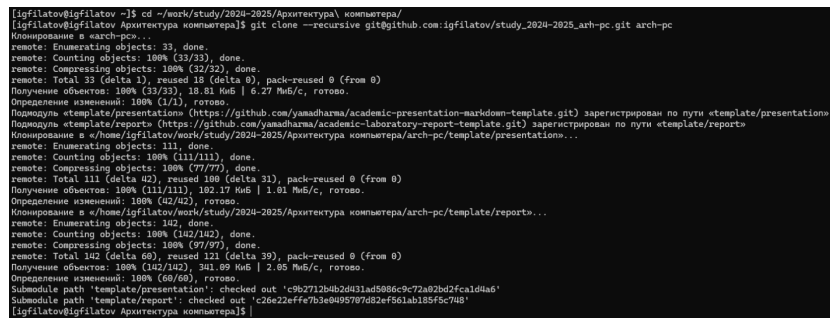 [igfilatov@igfilatov ~]$ cd ~/work/study/2024-2025/Архитектура\ компьютера/
[igfilatov@igfilatov Архитектура компьютера]$ git clone --recursive git@github.com:igfilatov/study_2024-2025_arh-pc.git arch-pc
Клонирование в «arch-pc»...
remote: Enumerating objects: 33, done.
remote: Counting objects: 100% (33/33), done.
remote: Compressing objects: 100% (32/32), done.
remote: Total 33 (delta 1), reused 18 (delta 0), pack-reused 0 (from 0)
Получение объектов: 100% (33/33), 18.81 КиБ | 6.27 МиБ/с, готово.
Определение изменений: 100% (1/1), готово.
Подмодуль «template/presentation» (https://github.com/yamadharma/academic-presentation-markdown-template.git) зарегистрирован по пути «template/presentation»
Подмодуль «template/report» (https://github.com/yamadharma/academic-laboratory-report-template.git) зарегистрирован по пути «template/report»
Клонирование в «/home/igfilatov/work/study/2024-2025/Архитектура компьютера/arch-pc/template/presentation»...
remote: Enumerating objects: 111, done.
remote: Counting objects: 100% (111/111), done.
remote: Compressing objects: 100% (77/77), done.
remote: Total 111 (delta 42), reused 100 (delta 31), pack-reused 0 (from 0)
Получение объектов: 100% (111/111), 102.17 КиБ | 1.01 МиБ/с, готово.
Определение изменений: 100% (42/42), готово.
Клонирование в «/home/igfilatov/work/study/2024-2025/Архитектура компьютера/arch-pc/template/report»...
remote: Enumerating objects: 142, done.
remote: Counting objects: 100% (142/142), done.
remote: Compressing objects: 100% (97/97), done.
remote: Total 142 (delta 60), reused 121 (delta 39), pack-reused 0 (from 0)
Получение объектов: 100% (142/142), 341.09 КиБ | 2.05 МиБ/с, готово.
Определение изменений: 100% (60/60), готово.
Submodule path 'template/presentation': checked out 'c9b2712b4b2d431ad5086c9c72a02bd2fca1d4a6'
Submodule path 'template/report': checked out 'c26e22effe7b3e0495707d82ef561ab185f5c748'
[igfilatov@igfilatov Архитектура компьютера]$